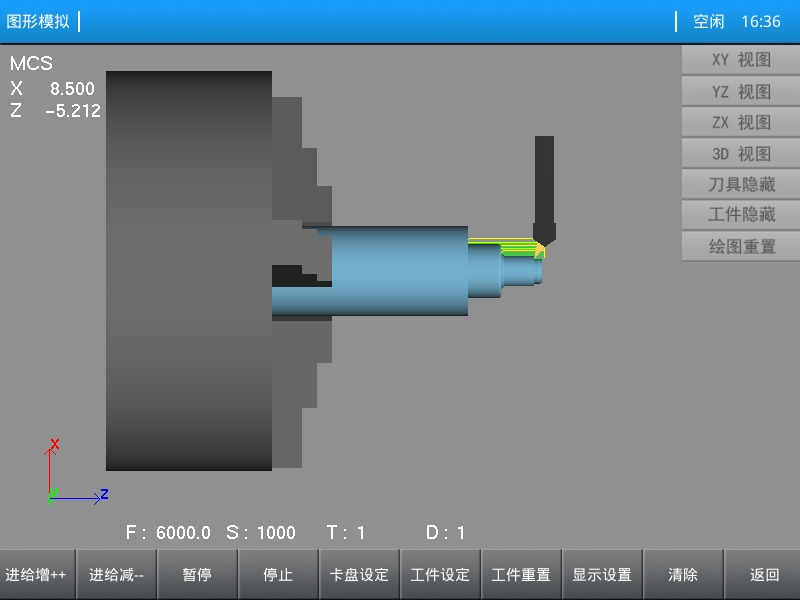 图形模拟
空闲 16:36
MCS
X 8.500
Z -5.212
XY 视图
YZ 视图
ZX 视图
3D 视图
刀具隐藏
工件隐藏
绘图重置
X
Z
F: 6000.0 S: 1000 T: 1 D: 1
进给增++ 进给减-- 暂停 停止 卡盘设定 工件设定 工件重置 显示设置 清除 返回